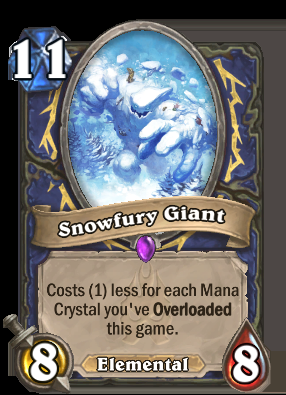 11
Snowfury Giant
Costs (1) less for each Mana
Crystal you've Overloaded
this game.
8
Elemental
8